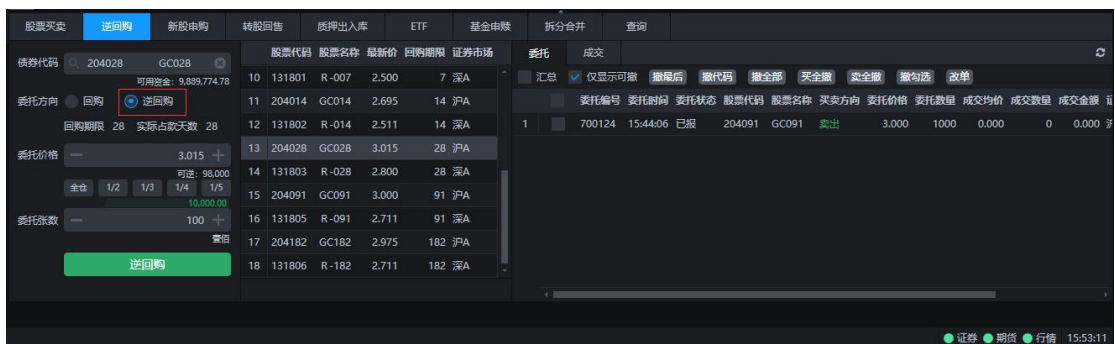 股票买卖 逆回购 新股申购 转股回售 质押出入库 ETF 基金申赎 拆分合并 查询
债券代码 204028 GC028
可用资金: 9,889,774.78
委托方向 回购 逆回购
回购期限 28 实际占款天数 28
委托价格 3.015
可逆: 98,000
全仓 1/2 1/3 1/4 1/5
10,000.00
委托张数 100
壹佰
逆回购
股票代码 股票名称 最新价 回购期限 证券市场
10 131801 R-007 2.500 7 深A
11 204014 GC014 2.695 14 沪A
12 131802 R-014 2.511 14 深A
13 204028 GC028 3.015 28 沪A
14 131803 R-028 2.800 28 深A
15 204091 GC091 3.000 91 沪A
16 131805 R-091 2.711 91 深A
17 204182 GC182 2.975 182 沪A
18 131806 R-182 2.711 182 深A
委托 成交
汇总 仅显示可撤 撤最后 撤代码 撤全部 买全撤 卖全撤 撤勾选 改单
委托编号 委托时间 委托状态 股票代码 股票名称 买卖方向 委托价格 委托数量 成交均价 成交数量 成交金额
1 700124 15:44:06 已报 204091 GC091 卖出 3.000 1000 0.000 0 0.000
证券 期货 行情 15:53:11